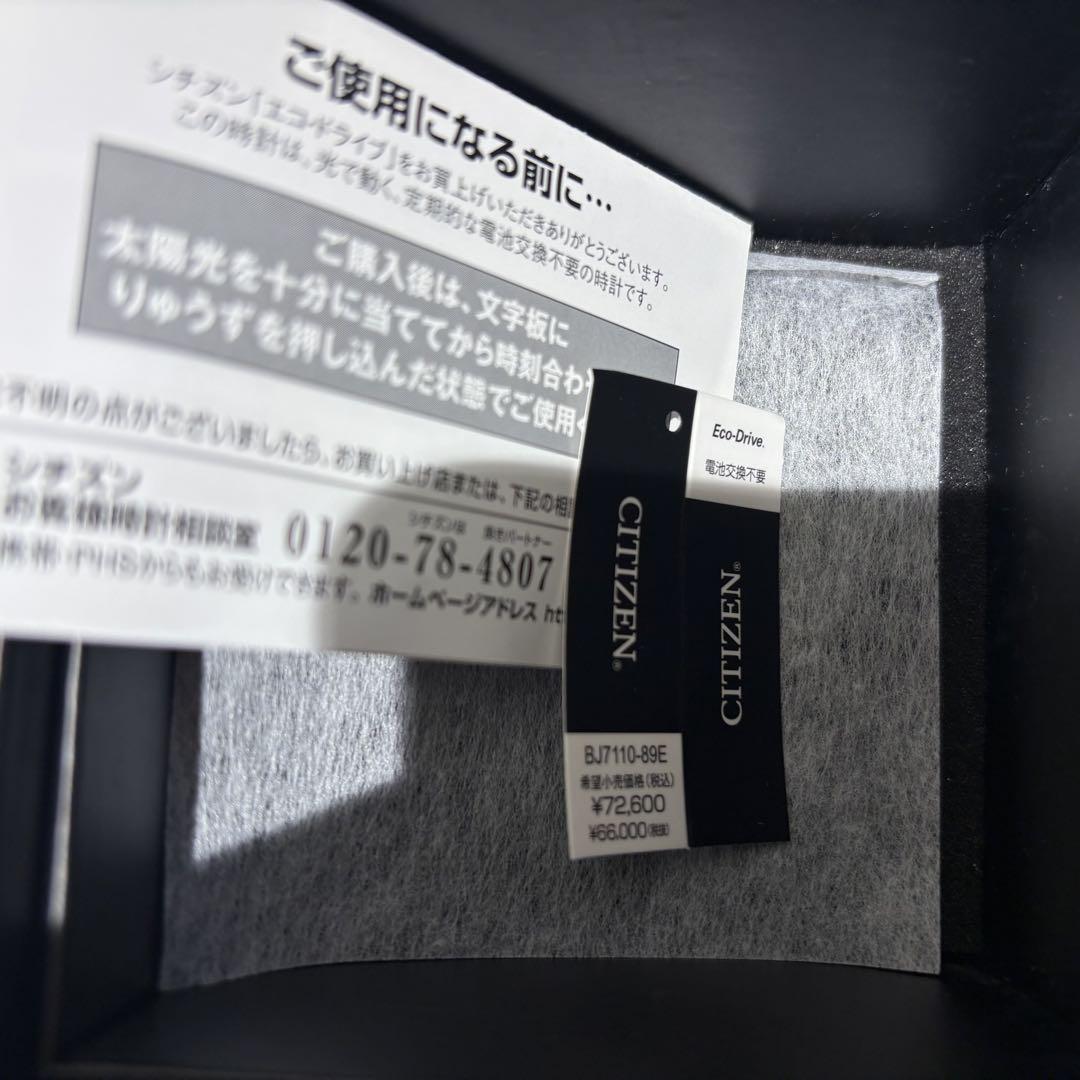 ご使用になる前に…
シチズン「エコ・ドライブ」をお買上げいただきありがとうございます。
この時計は、光で動く、定期的な電池交換不要の時計です。
ご購入後は、文字板に
太陽光を十分に当ててから時刻合わ
りゅうずを押し込んだ状態でご使用
不明の点がございましたら、お買い上げ店または、下記の相
シチズン
お客様時計相談室
0120-78-4807
携帯・PHSからもお受けできます。ホームページアドレス
CITIZEN®
BJ7110-89E
希望小売価格(税込)
¥72,600
¥66,000(税抜)
Eco-Drive.
電池交換不要
CITIZEN®